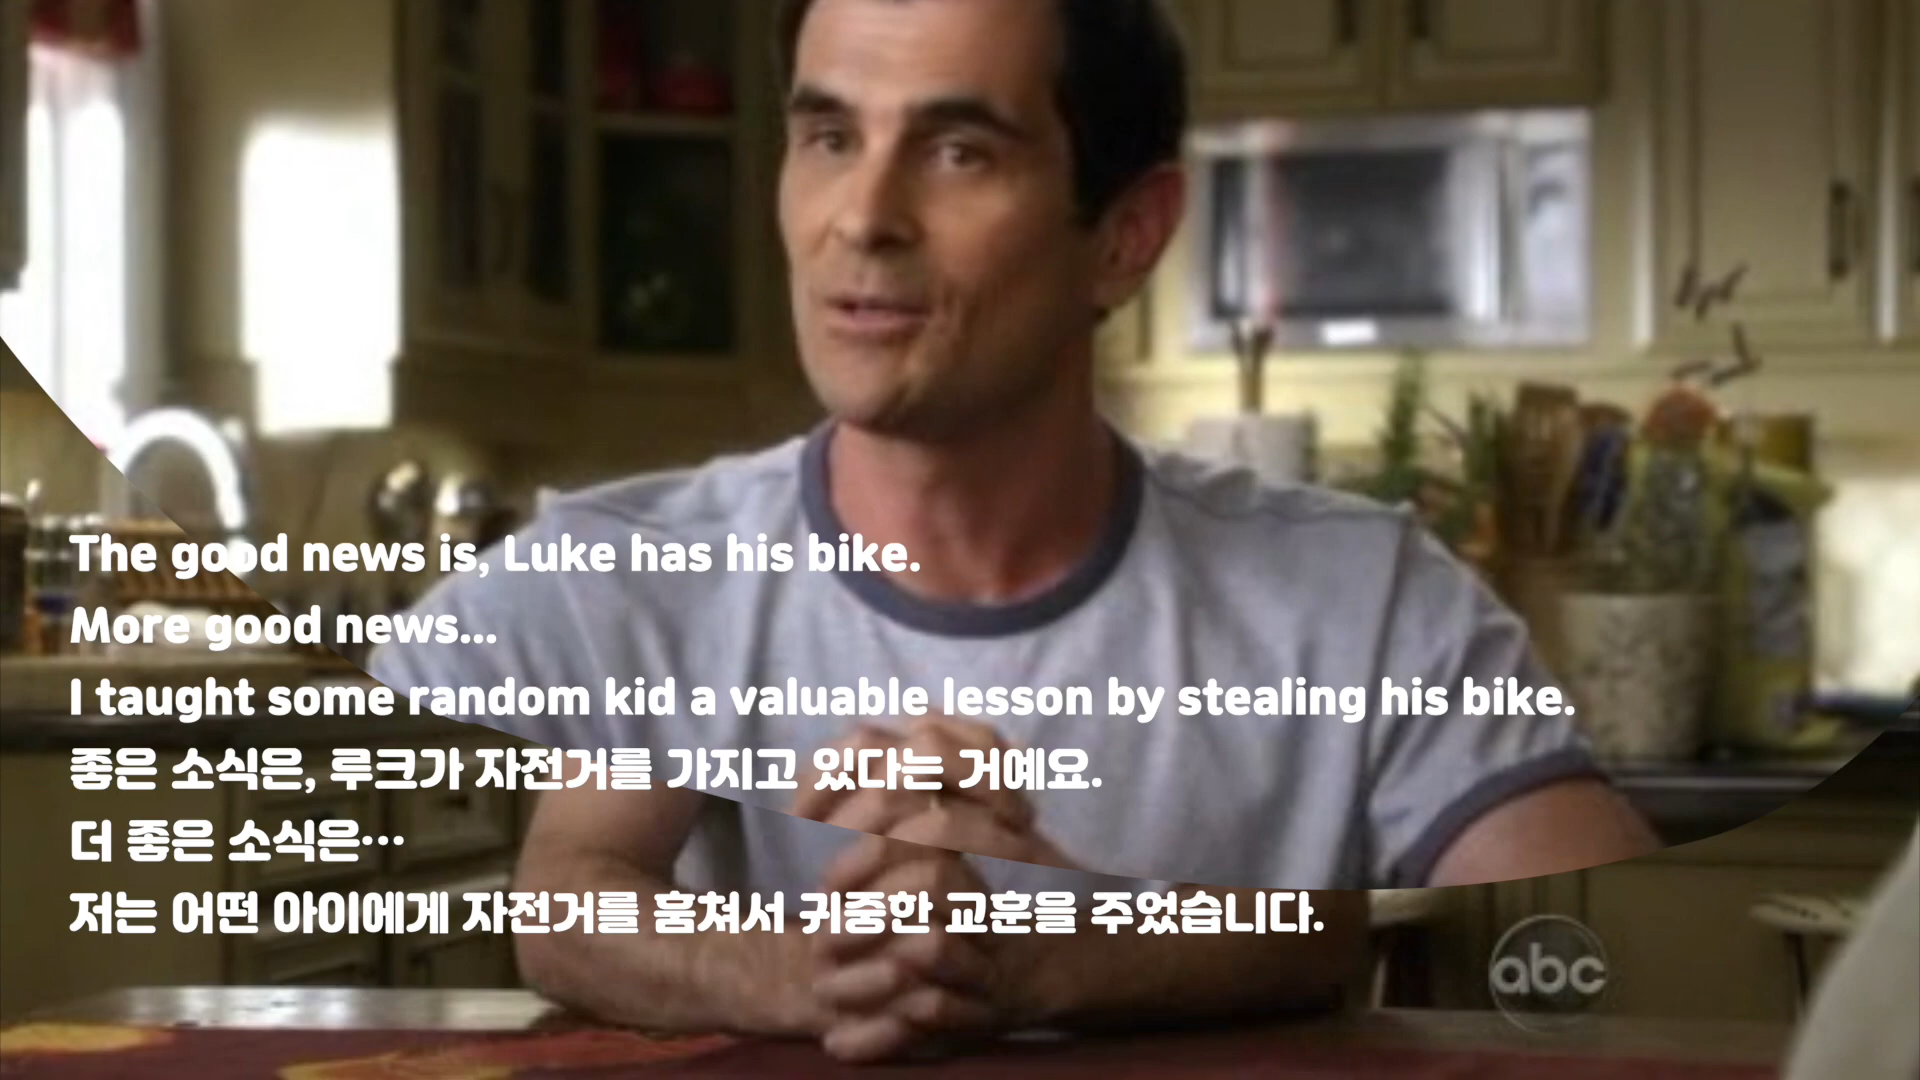 The good news is, Luke has his bike.
More good news...
I taught some random kid a valuable lesson by stealing his bike.
좋은 소식은, 루크가 자전거를 가지고 있다는 거예요.
더 좋은 소식은…
저는 어떤 아이에게 자전거를 훔쳐서 귀중한 교훈을 주었습니다.
abc